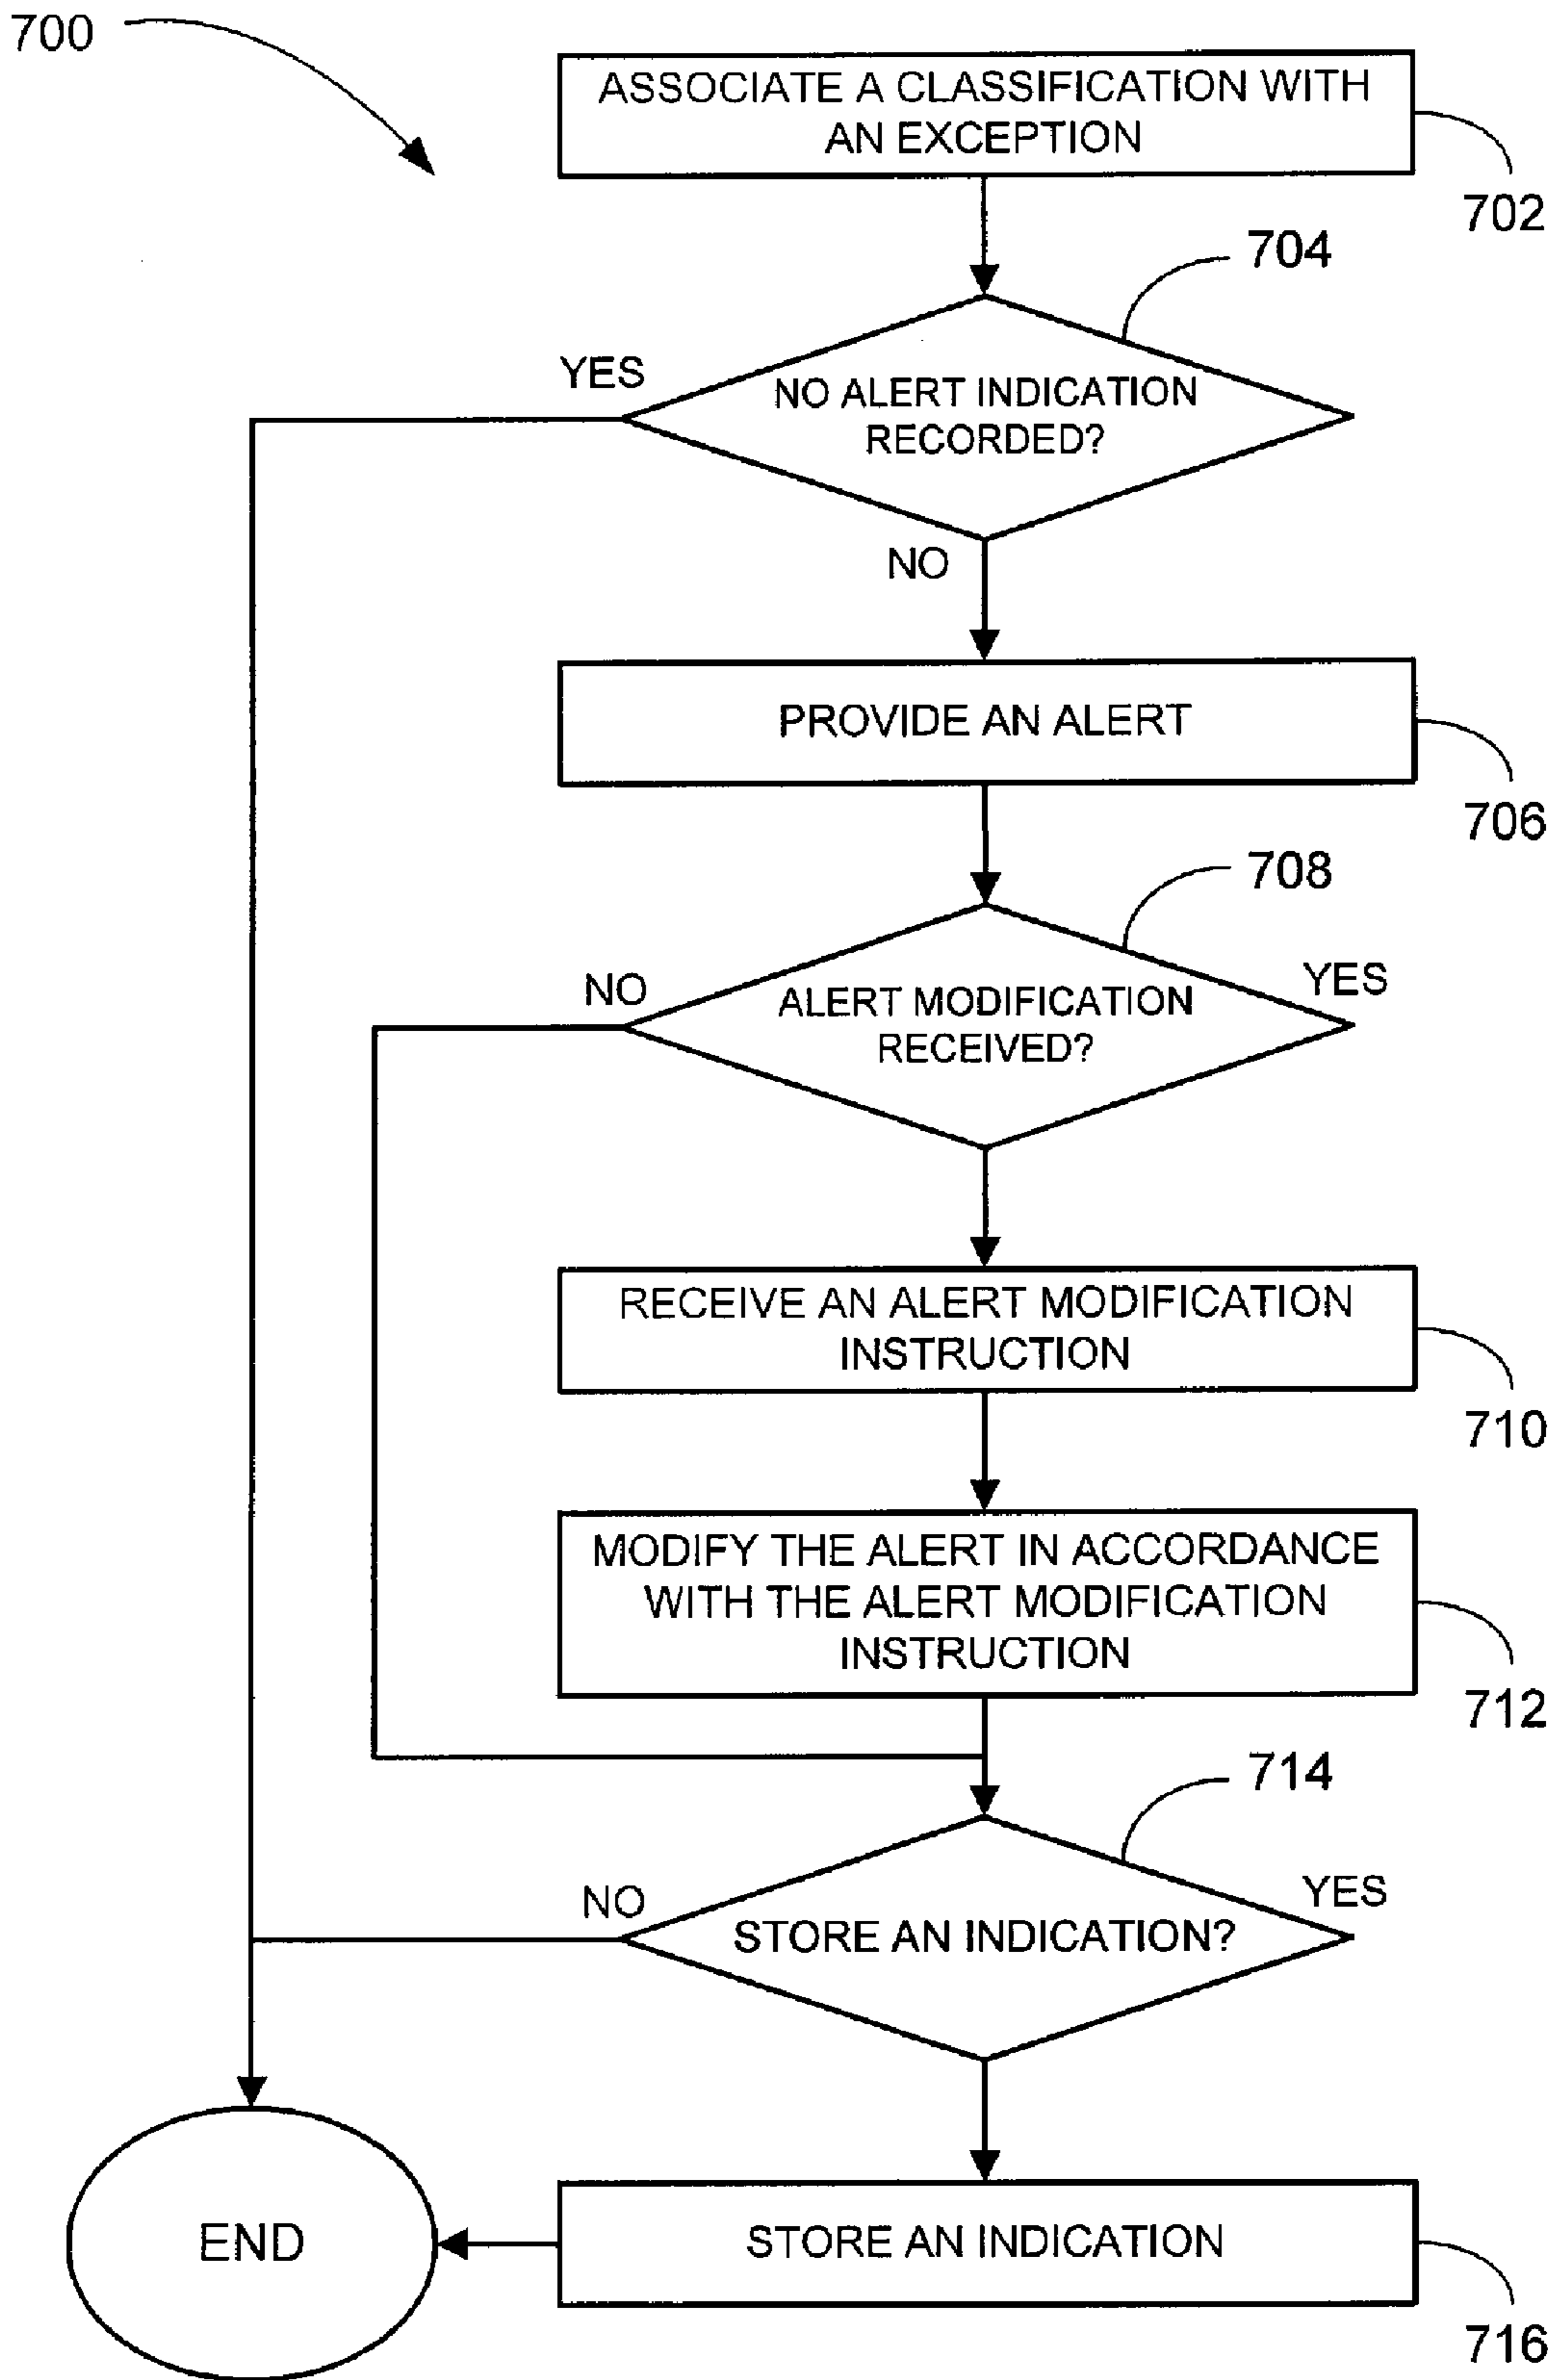 700
ASSOCIATE A CLASSIFICATION WITH
AN EXCEPTION
702
704
YES
NO ALERT INDICATION
RECORDED?
NO
PROVIDE AN ALERT
706
708
NO
YES
ALERT MODIFICATION
RECEIVED?
RECEIVE AN ALERT MODIFICATION
INSTRUCTION
710
MODIFY THE ALERT IN ACCORDANCE
WITH THE ALERT MODIFICATION
INSTRUCTION
712
714
NO
YES
STORE AN INDICATION?
END
STORE AN INDICATION
716